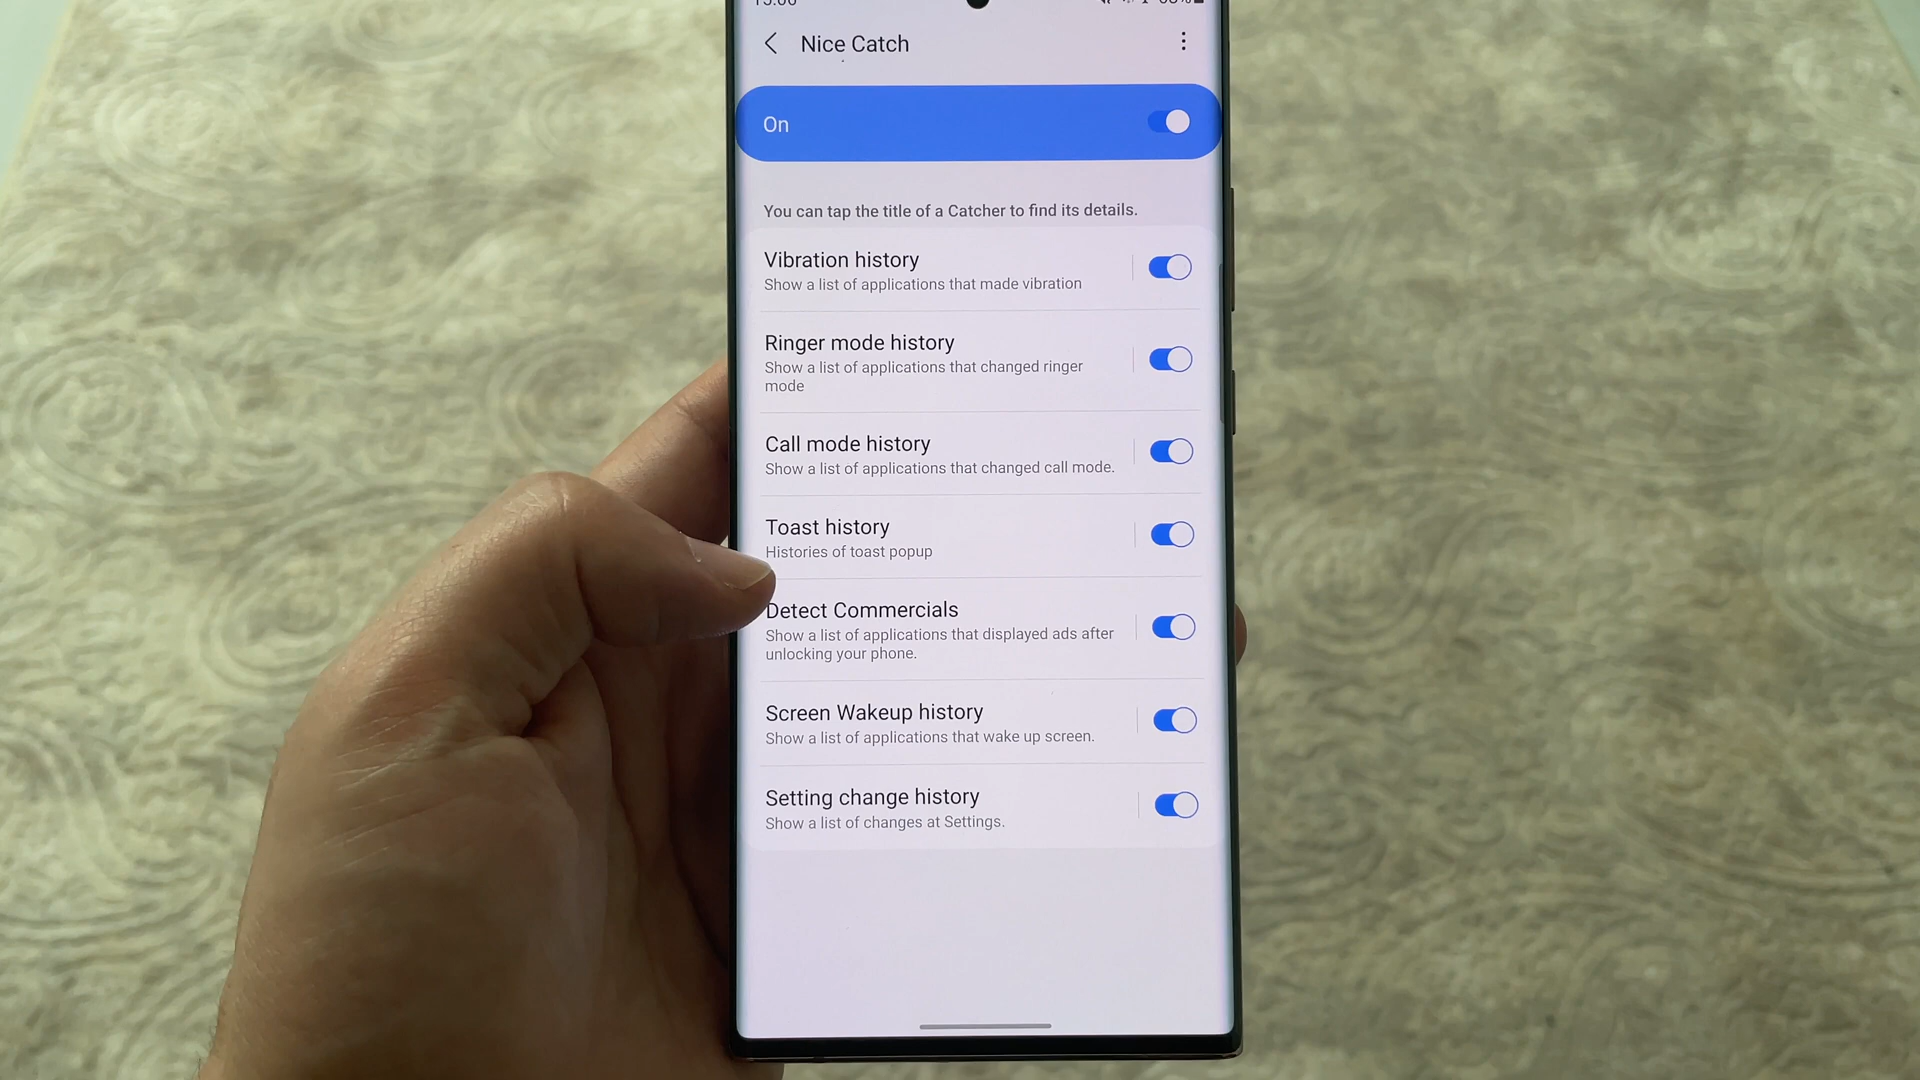 Nice Catch
On
You can tap the title of a Catcher to find its details.
Vibration history
Show a list of applications that made vibration
Ringer mode history
Show a list of applications that changed ringer
mode
Call mode history
Show a list of applications that changed call mode.
Toast history
Histories of toast popup
Detect Commercials
Show a list of applications that displayed ads after
unlocking your phone.
Screen Wakeup history
Show a list of applications that wake up screen.
Setting change history
Show a list of changes at Settings.